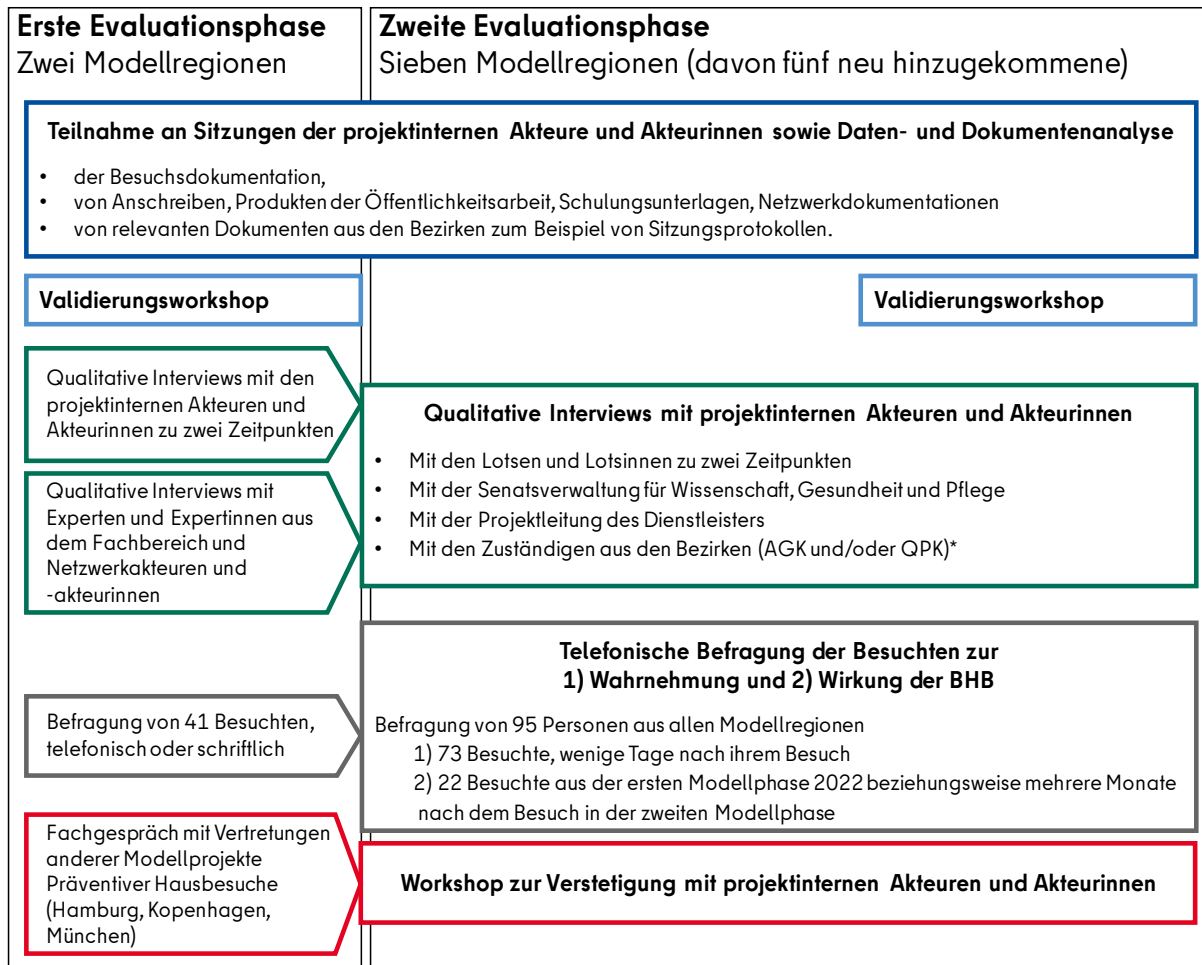 Erste Evaluationsphase
Zwei Modellregionen
Zweite Evaluationsphase
Sieben Modellregionen (davon fünf neu hinzugekommene)
Teilnahme an Sitzungen der projektinternen Akteure und Akteurinnen sowie Daten- und Dokumentenanalyse
• der Besuchsdokumentation,
• von Anschreiben, Produkten der Öffentlichkeitsarbeit, Schulungsunterlagen, Netzwerkdokumentationen
• von relevanten Dokumenten aus den Bezirken zum Beispiel von Sitzungsprotokollen.
Validierungsworkshop
Validierungsworkshop
Qualitative Interviews mit den
projektinternen Akteuren und
Akteurinnen zu zwei Zeitpunkten
Qualitative Interviews mit
Experten und Expertinnen aus
dem Fachbereich und
Netzwerkakteuren und
-akteurinnen
Qualitative Interviews mit projektinternen Akteuren und Akteurinnen
• Mit den Lotsen und Lotsinnen zu zwei Zeitpunkten
• Mit der Senatsverwaltung für Wissenschaft, Gesundheit und Pflege
• Mit der Projektleitung des Dienstleisters
• Mit den Zuständigen aus den Bezirken (AGK und/oder QPK)*
Befragung von 41 Besuchten,
telefonisch oder schriftlich
Telefonische Befragung der Besuchten zur
1) Wahrnehmung und 2) Wirkung der BHB
Befragung von 95 Personen aus allen Modellregionen
1) 73 Besuchte, wenige Tage nach ihrem Besuch
2) 22 Besuchte aus der ersten Modellphase 2022 beziehungsweise mehrere Monate
nach dem Besuch in der zweiten Modellphase
Fachgespräch mit Vertretungen
anderer Modellprojekte
Präventiver Hausbesuche
(Hamburg, Kopenhagen,
München)
Workshop zur Verstetigung mit projektinternen Akteuren und Akteurinnen